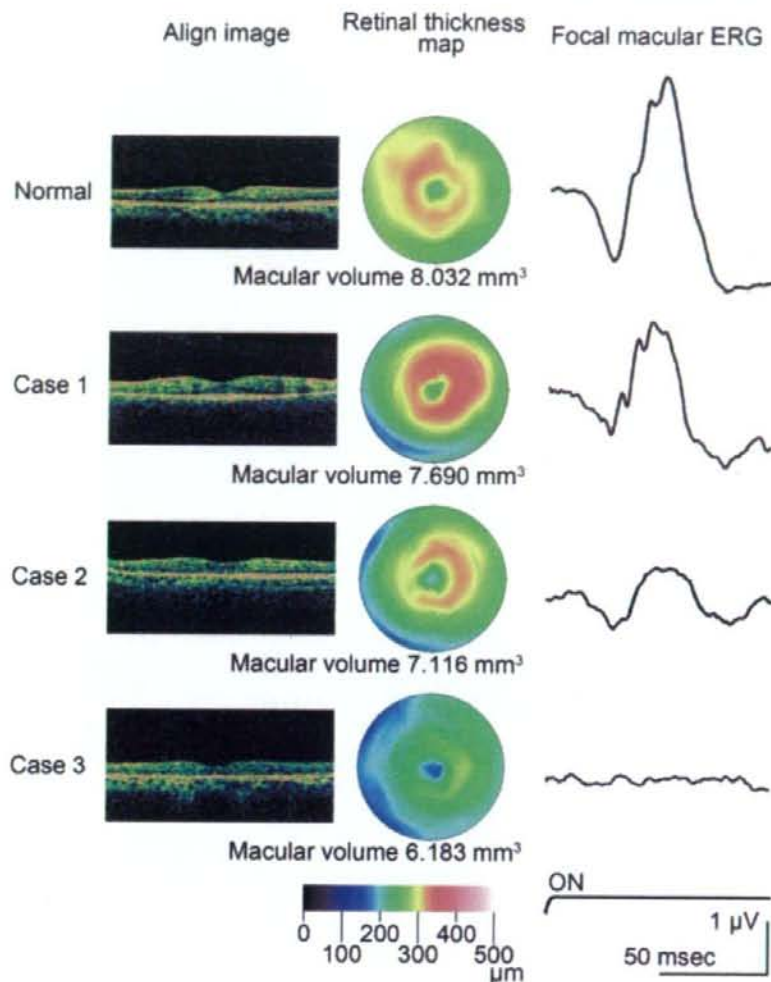 Align image
Retinal thickness
map
Focal macular ERG
Normal
Macular volume 8.032 mm³
Case 1
Macular volume 7.690 mm³
Case 2
Macular volume 7.116 mm³
Case 3
Macular volume 6.183 mm³
ON
0 200 400
100 300 500
µm
1 µV
50 msec